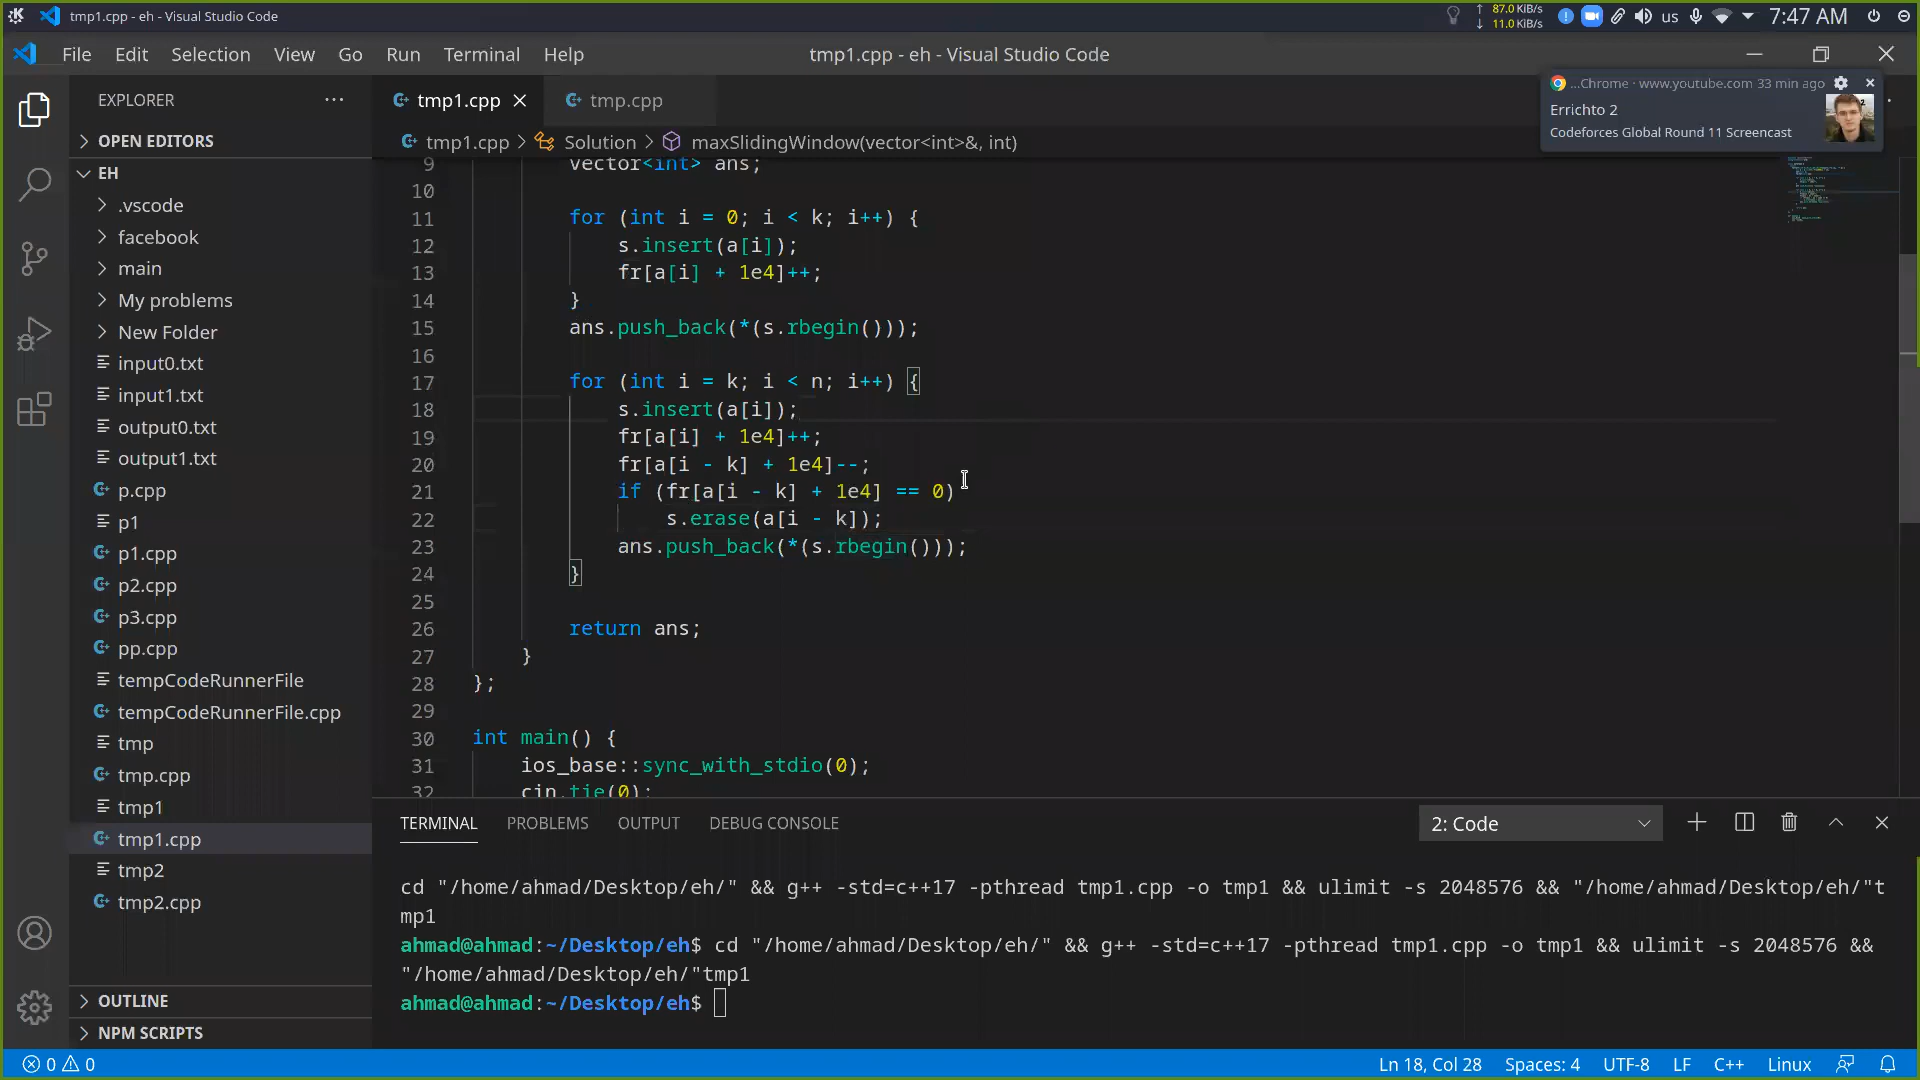 tmp1.cpp - eh - Visual Studio Code
87.0 KiB/s
11.0 KiB/s
us
7:47 AM
File Edit Selection View Go Run Terminal Help
tmp1.cpp - eh - Visual Studio Code
EXPLORER
tmp1.cpp
tmp.cpp
...Chrome · www.youtube.com 33 min ago
Errichto 2
Codeforces Global Round 11 Screencast
OPEN EDITORS
tmp1.cpp > Solution > maxSlidingWindow(vector<int>&, int)
EH
.vscode
facebook
main
My problems
New Folder
input0.txt
input1.txt
output0.txt
output1.txt
p.cpp
p1
p1.cpp
p2.cpp
p3.cpp
pp.cpp
tempCodeRunnerFile
tempCodeRunnerFile.cpp
tmp
tmp.cpp
tmp1
tmp1.cpp
tmp2
tmp2.cpp
OUTLINE
NPM SCRIPTS
9 vector<int> ans;
10
11 for (int i = 0; i < k; i++) {
12 s.insert(a[i]);
13 fr[a[i] + 1e4]++;
14 }
15 ans.push_back(*(s.rbegin()));
16
17 for (int i = k; i < n; i++) {
18 s.insert(a[i]);
19 fr[a[i] + 1e4]++;
20 fr[a[i - k] + 1e4]--;
21 if (fr[a[i - k] + 1e4] == 0)
22 s.erase(a[i - k]);
23 ans.push_back(*(s.rbegin()));
24 }
25
26 return ans;
27 }
28 };
29
30 int main() {
31 ios_base::sync_with_stdio(0);
32 cin.tie(0);
TERMINAL PROBLEMS OUTPUT DEBUG CONSOLE
2: Code
cd "/home/ahmad/Desktop/eh/" && g++ -std=c++17 -pthread tmp1.cpp -o tmp1 && ulimit -s 2048576 && "/home/ahmad/Desktop/eh/"t
mp1
ahmad@ahmad:~/Desktop/eh$ cd "/home/ahmad/Desktop/eh/" && g++ -std=c++17 -pthread tmp1.cpp -o tmp1 && ulimit -s 2048576 &&
"/home/ahmad/Desktop/eh/"tmp1
ahmad@ahmad:~/Desktop/eh$
0 0
Ln 18, Col 28 Spaces: 4 UTF-8 LF C++ Linux